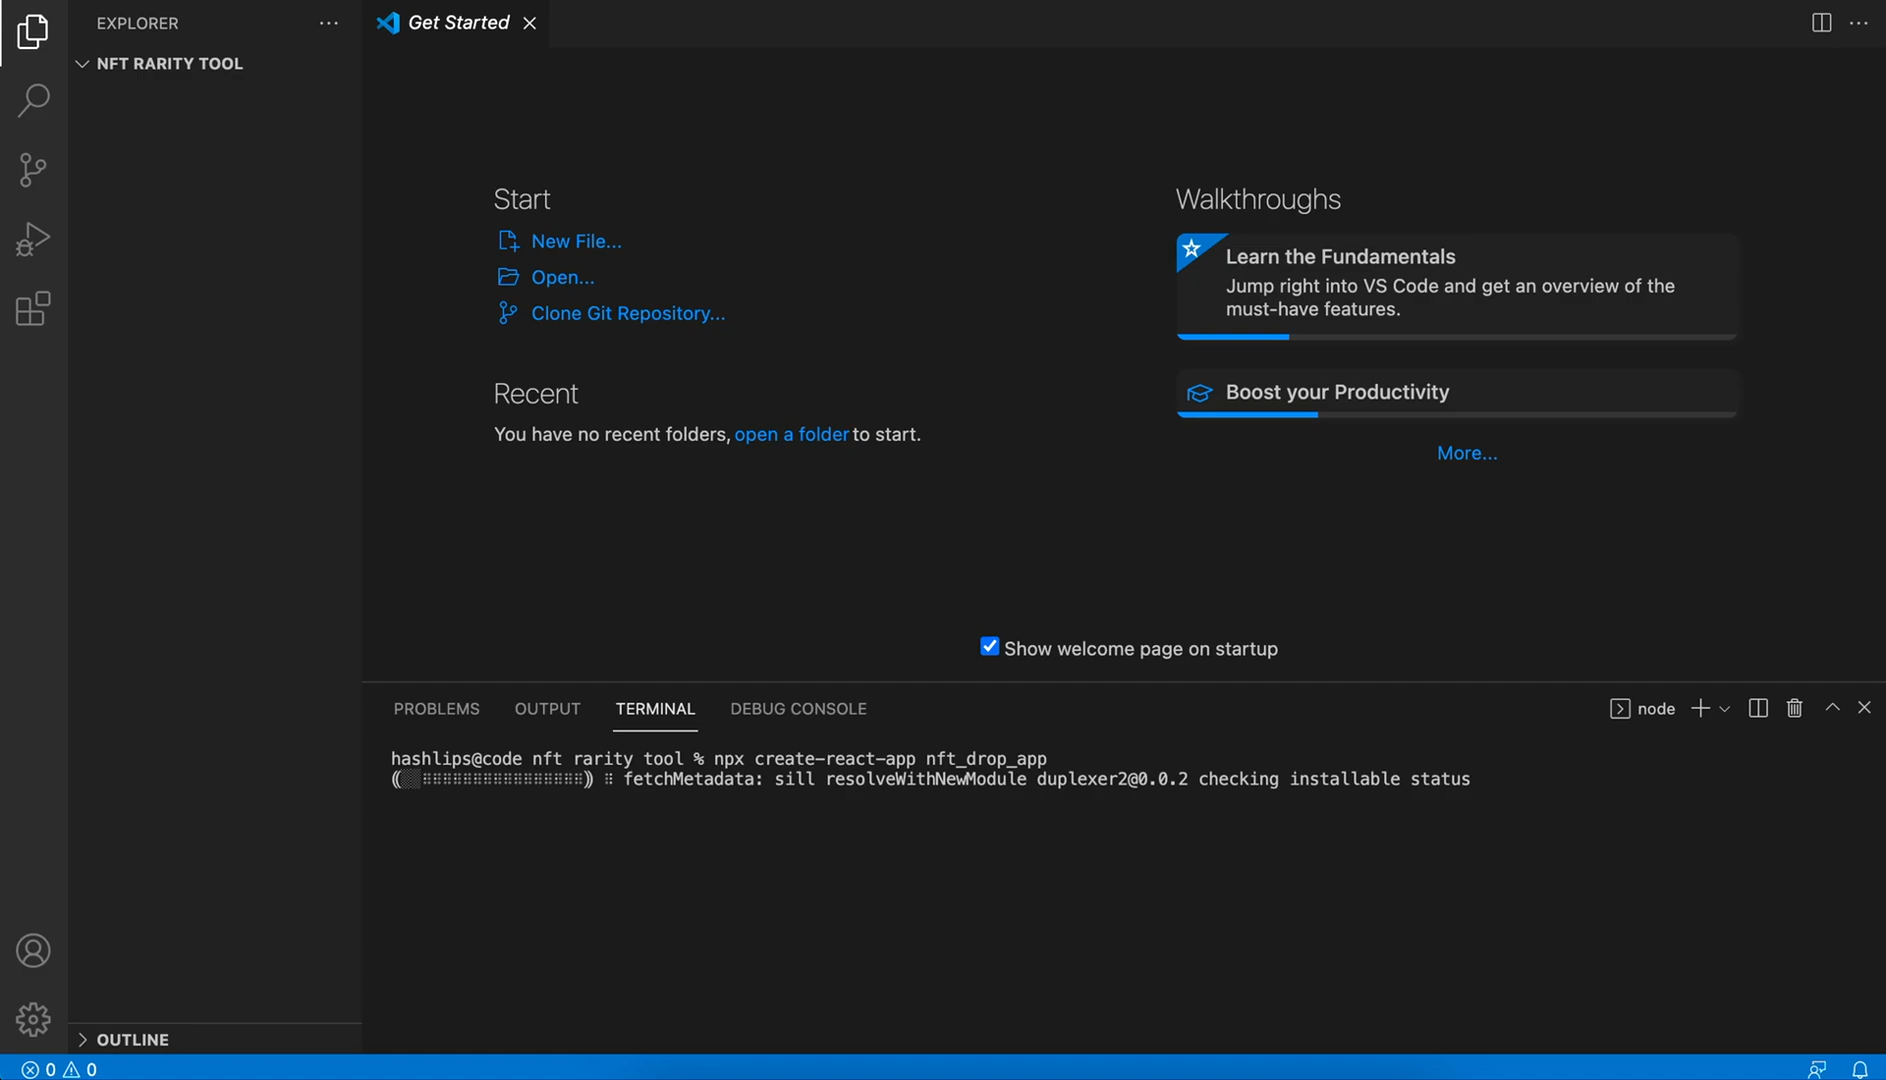 EXPLORER
Get Started
NFT RARITY TOOL
Start
New File...
Open...
Clone Git Repository...
Recent
You have no recent folders, open a folder to start.
Walkthroughs
Learn the Fundamentals
Jump right into VS Code and get an overview of the
must-have features.
Boost your Productivity
More...
Show welcome page on startup
PROBLEMS
OUTPUT
TERMINAL
DEBUG CONSOLE
node
hashlips@code nft rarity tool % npx create-react-app nft_drop_app
(░░⠶⠶⠶⠶⠶⠶⠶⠶⠶⠶⠶⠶⠶⠶⠶⠶) ⠸ fetchMetadata: sill resolveWithNewModule duplexer2@0.0.2 checking installable status
OUTLINE
0 0